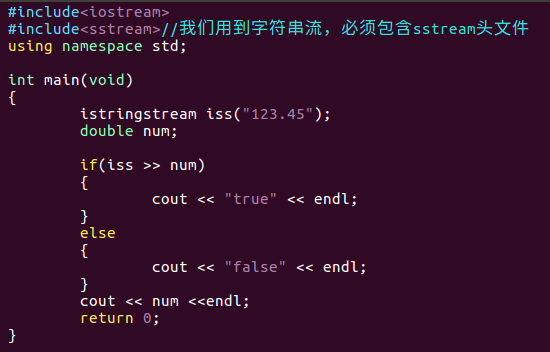 #include<iostream>
#include<sstream>//我们用到字符串流，必须包含sstream头文件
using namespace std;
int main(void)
{
istringstream iss("123.45");
double num;
if(iss >> num)
{
cout << "true" << endl;
}
else
{
cout << "false" << endl;
}
cout << num <<endl;
return 0;
}